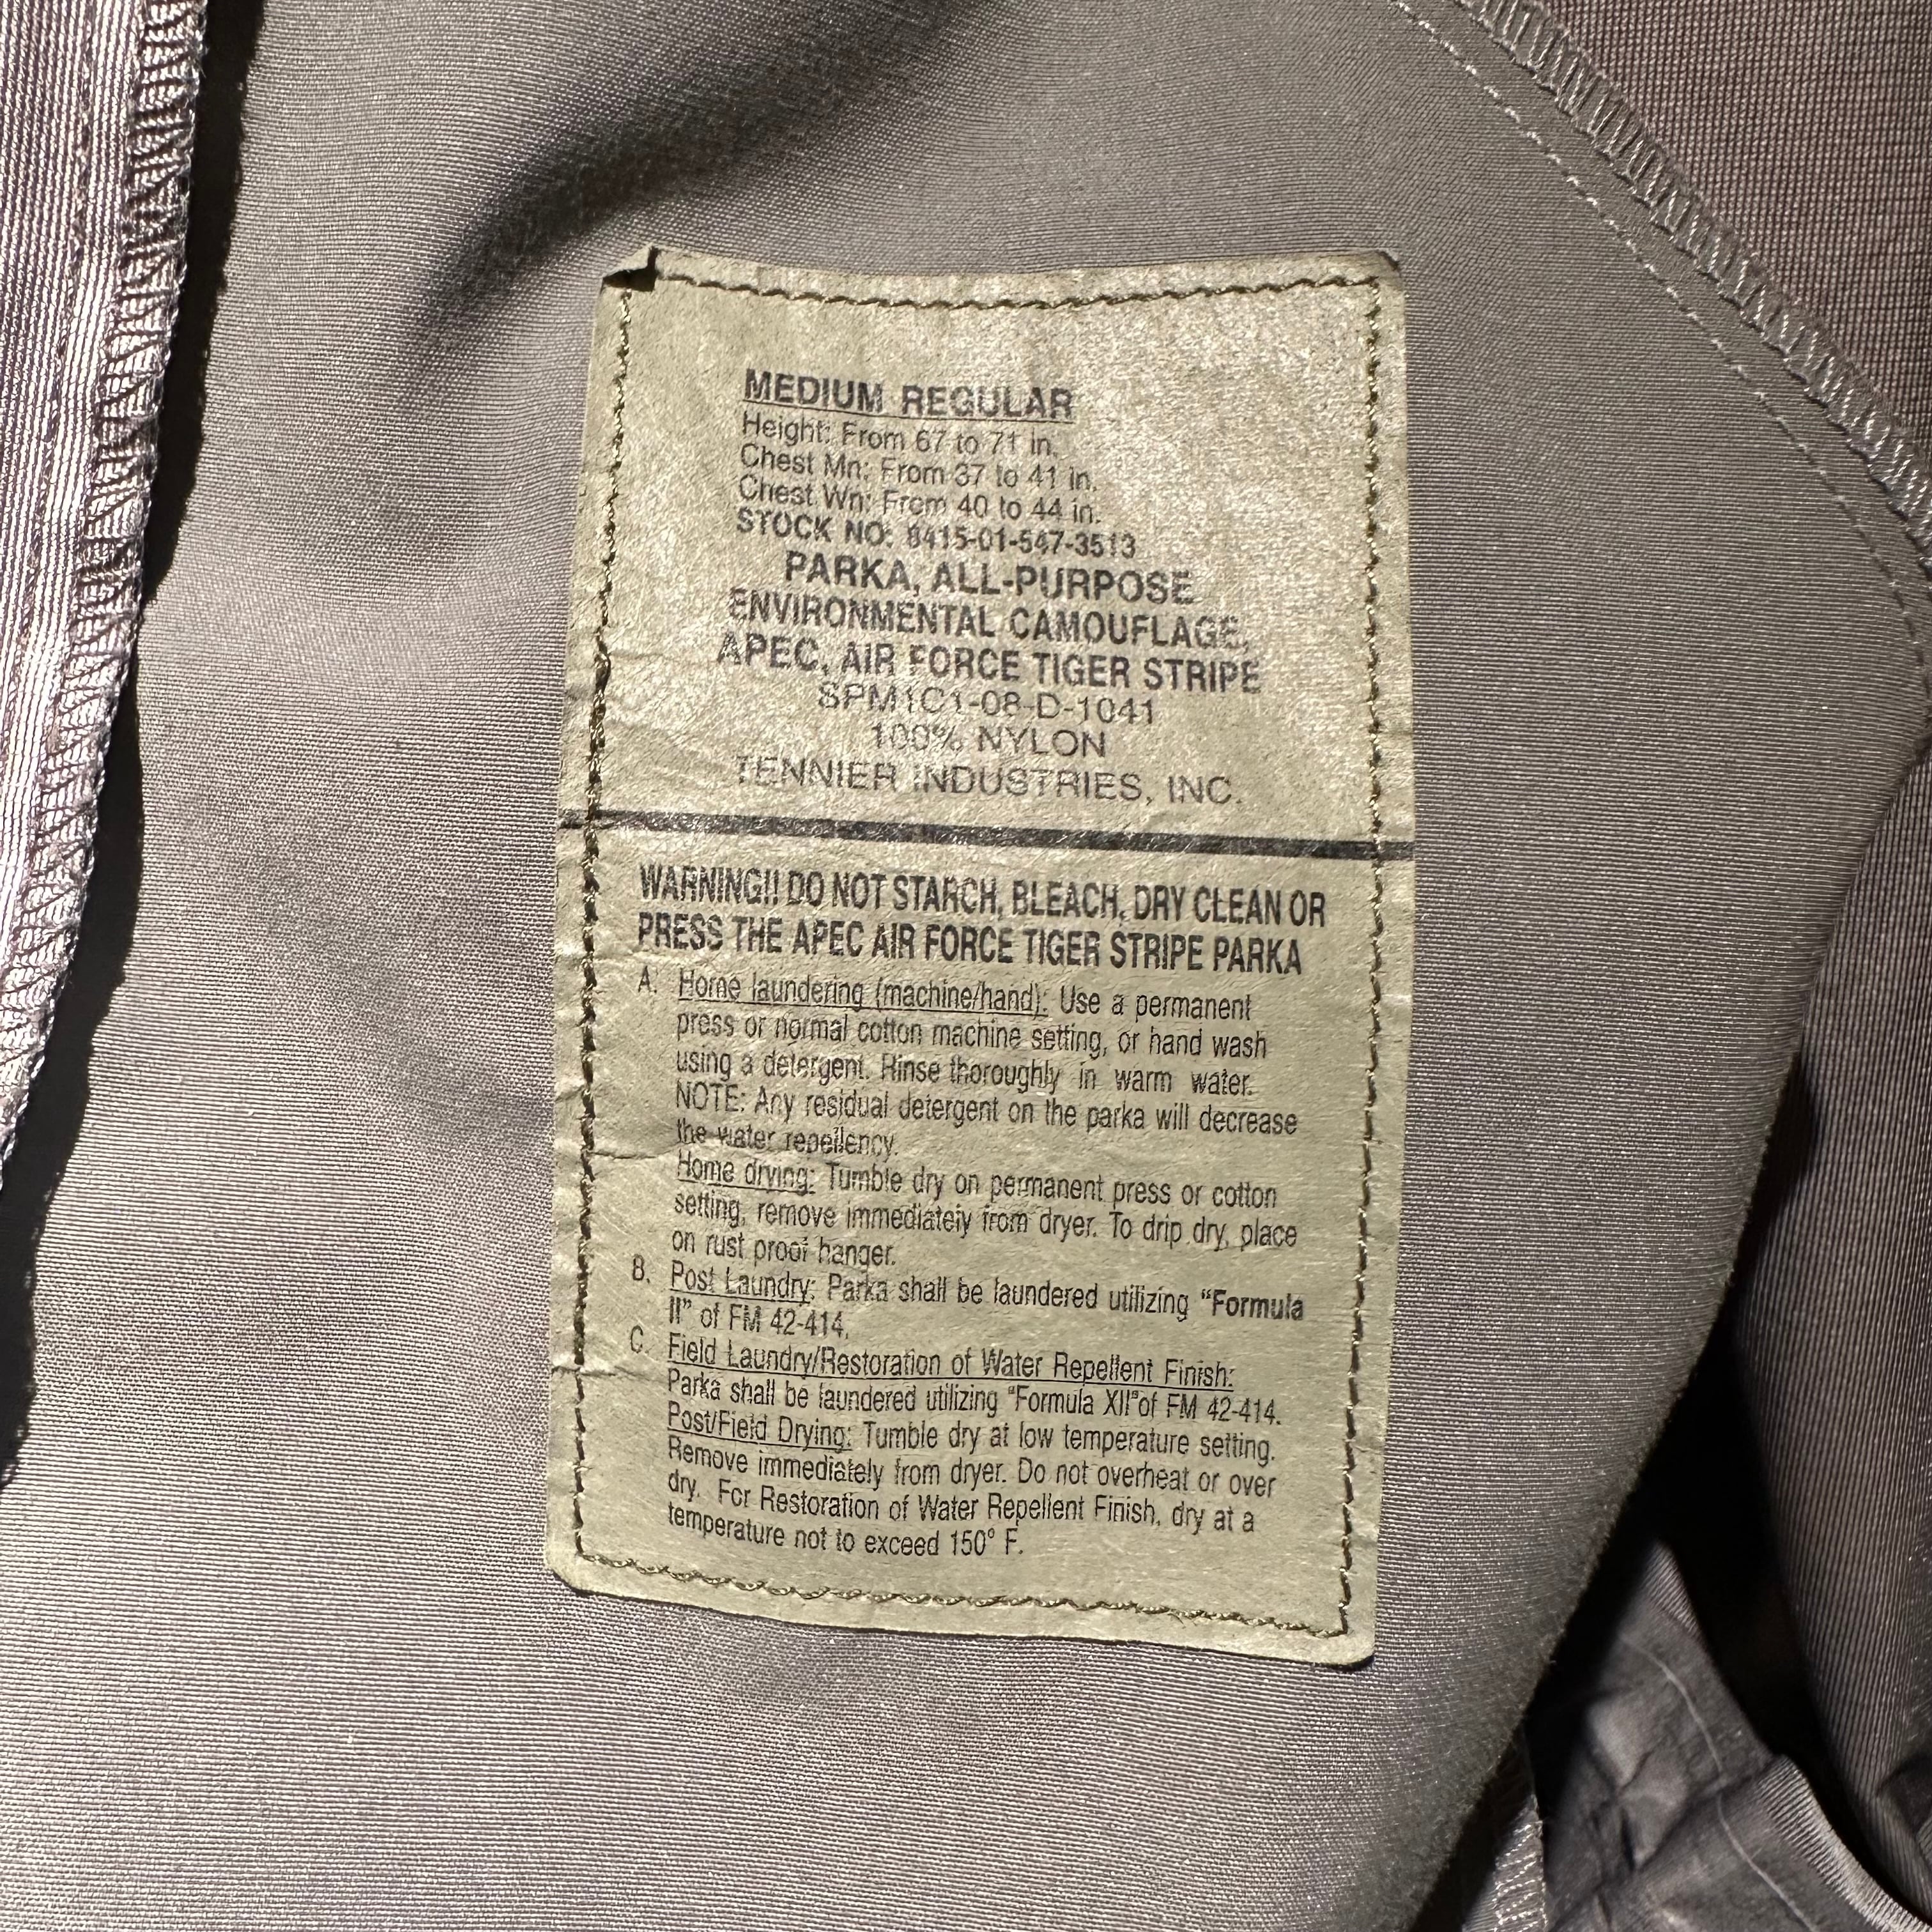 MEDIUM REGULAR
Height: From 67 to 71 in.
Chest Mn: From 37 to 41 in.
Chest Wn: From 40 to 44 in.
STOCK NO: 8415-01-547-3513
PARKA, ALL-PURPOSE
ENVIRONMENTAL CAMOUFLAGE,
APEC, AIR FORCE TIGER STRIPE
SPM1C1-08-D-1041
100% NYLON
TENNIER INDUSTRIES, INC.
WARNING!! DO NOT STARCH, BLEACH, DRY CLEAN OR
PRESS THE APEC AIR FORCE TIGER STRIPE PARKA
A. Home laundering (machine/hand): Use a permanent
press or normal cotton machine setting, or hand wash
using a detergent. Rinse thoroughly in warm water.
NOTE: Any residual detergent on the parka will decrease
the water repellency.
Home drying: Tumble dry on permanent press or cotton
setting, remove immediately from dryer. To drip dry, place
on rust proof hanger.
B. Post Laundry: Parka shall be laundered utilizing "Formula
II" of FM 42-414.
C. Field Laundry/Restoration of Water Repellent Finish:
Parka shall be laundered utilizing "Formula XII"of FM 42-414.
Post/Field Drying: Tumble dry at low temperature setting.
Remove immediately from dryer. Do not overheat or over
dry. For Restoration of Water Repellent Finish, dry at a
temperature not to exceed 150° F.